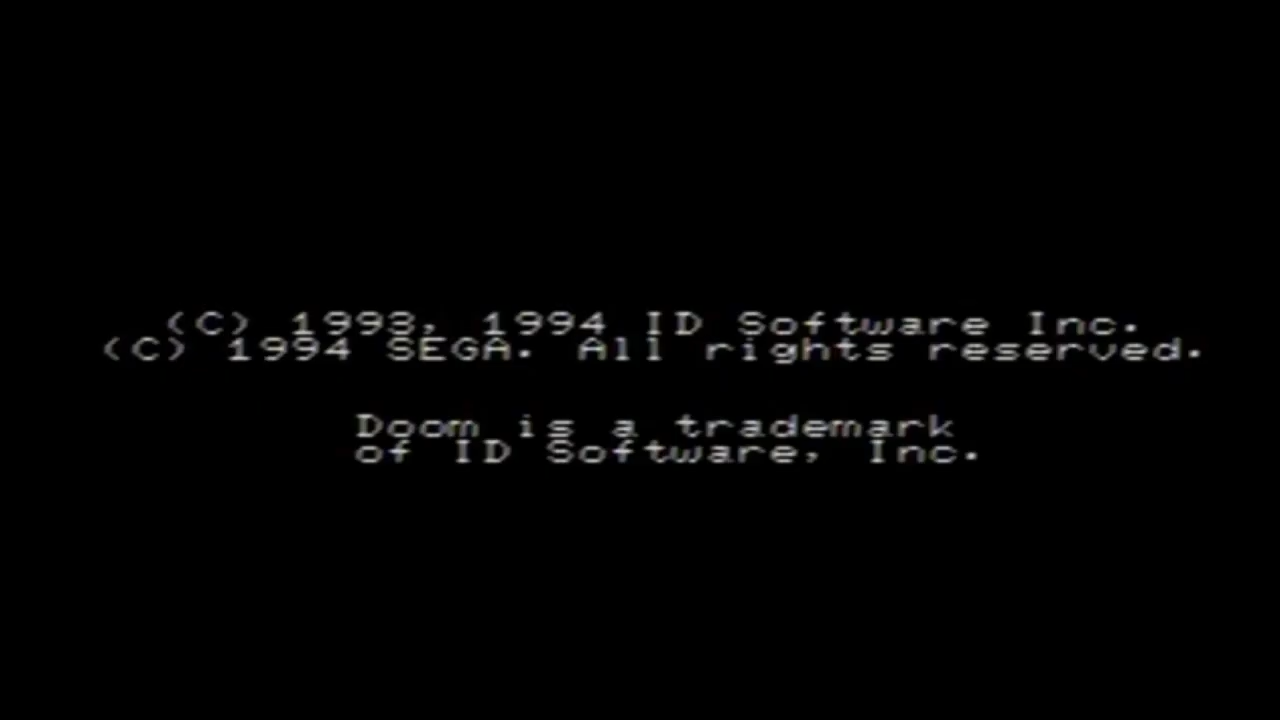 (C) 1993, 1994 ID Software Inc.
(C) 1994 SEGA. All rights reserved.
Doom is a trademark
of ID Software, Inc.